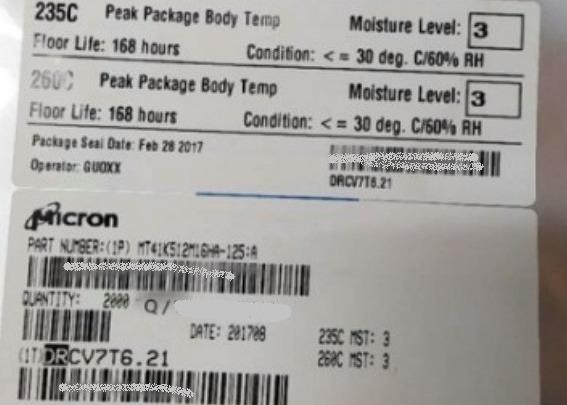 235C Peak Package Body Temp Moisture Level: 3
Floor Life: 168 hours Condition: < = 30 deg. C/60% RH
260C Peak Package Body Temp Moisture Level: 3
Floor Life: 168 hours Condition: < = 30 deg. C/60% RH
Package Seal Date: Feb 28 2017
Operator: GUOXX
DRCV7T6.21
Micron
PART NUMBER:(1P) MT41K512M16HA-125:A
QUANTITY: 2000 Q/
DATE: 201708 235C MST: 3
260C MST: 3
(1T)DRCV7T6.21